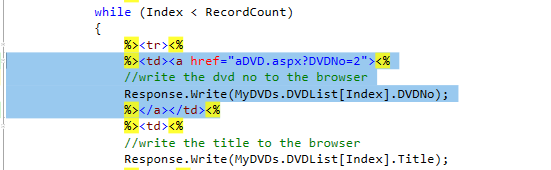 while (Index < RecordCount)
{
%><tr><%
%><td><a href="aDVD.aspx?DVDNo=2"><%
//write the dvd no to the browser
Response.Write(MyDVDs.DVDList[Index].DVDNo);
%></a></td><%
%><td><%
//write the title to the browser
Response.Write(MyDVDs.DVDList[Index].Title);